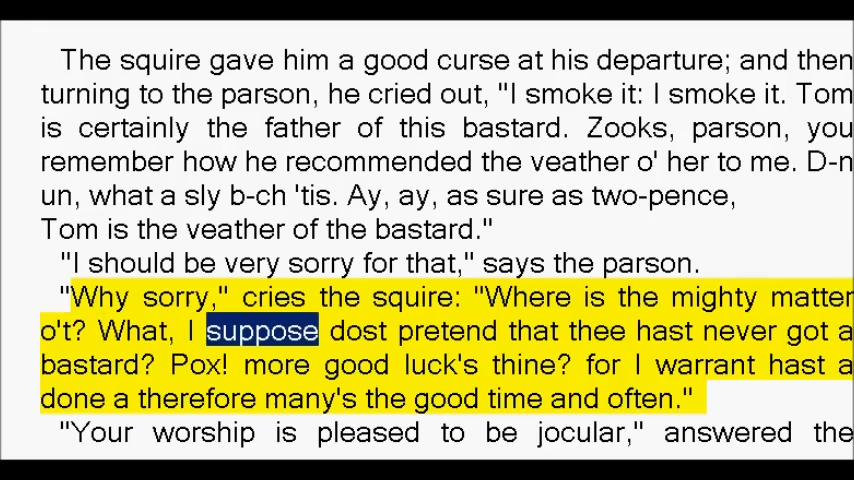 The squire gave him a good curse at his departure; and then
turning to the parson, he cried out, "I smoke it: I smoke it. Tom
is certainly the father of this bastard. Zooks, parson, you
remember how he recommended the veather o' her to me. D-n
un, what a sly b-ch 'tis. Ay, ay, as sure as two-pence,
Tom is the veather of the bastard."
"I should be very sorry for that," says the parson.
"Why sorry," cries the squire: "Where is the mighty matter
o't? What, I suppose dost pretend that thee hast never got a
bastard? Pox! more good luck's thine? for I warrant hast a
done a therefore many's the good time and often."
"Your worship is pleased to be jocular," answered the